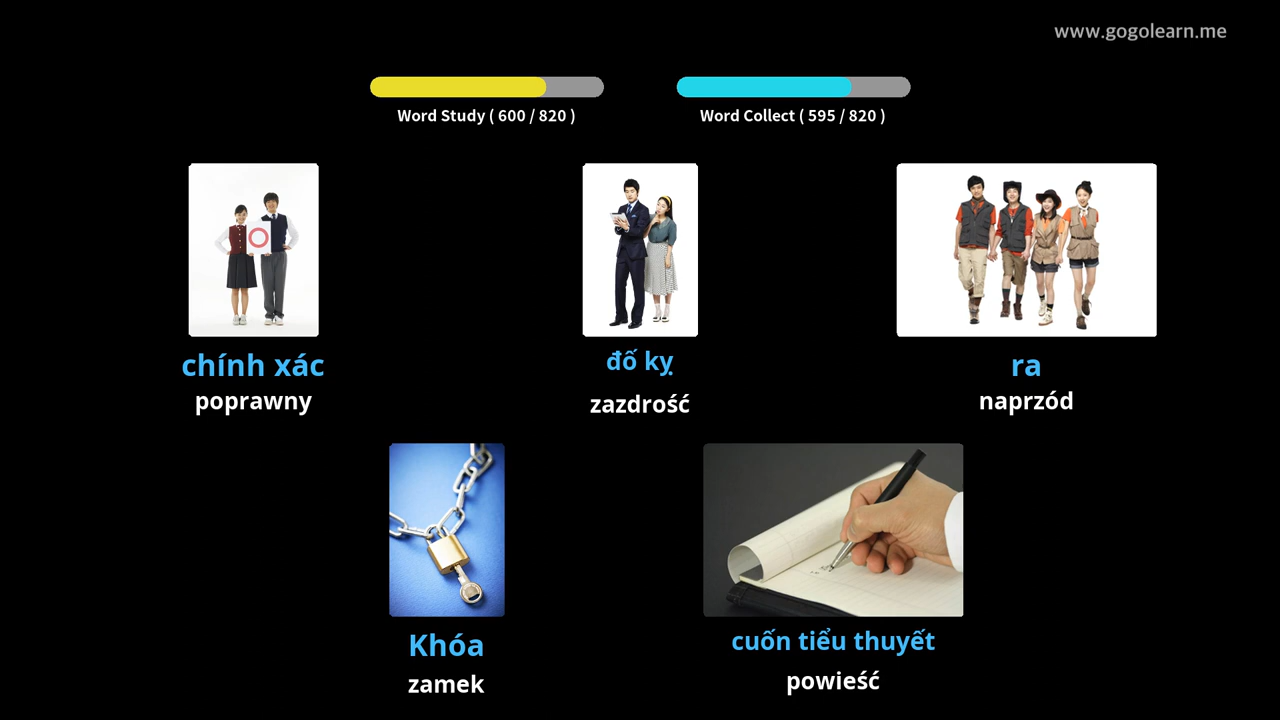 www.gogolearn.me
Word Study ( 600 / 820 )
Word Collect ( 595 / 820 )
chính xác
poprawny
đố kỵ
zazdrość
ra
naprzód
Khóa
zamek
cuốn tiểu thuyết
powieść